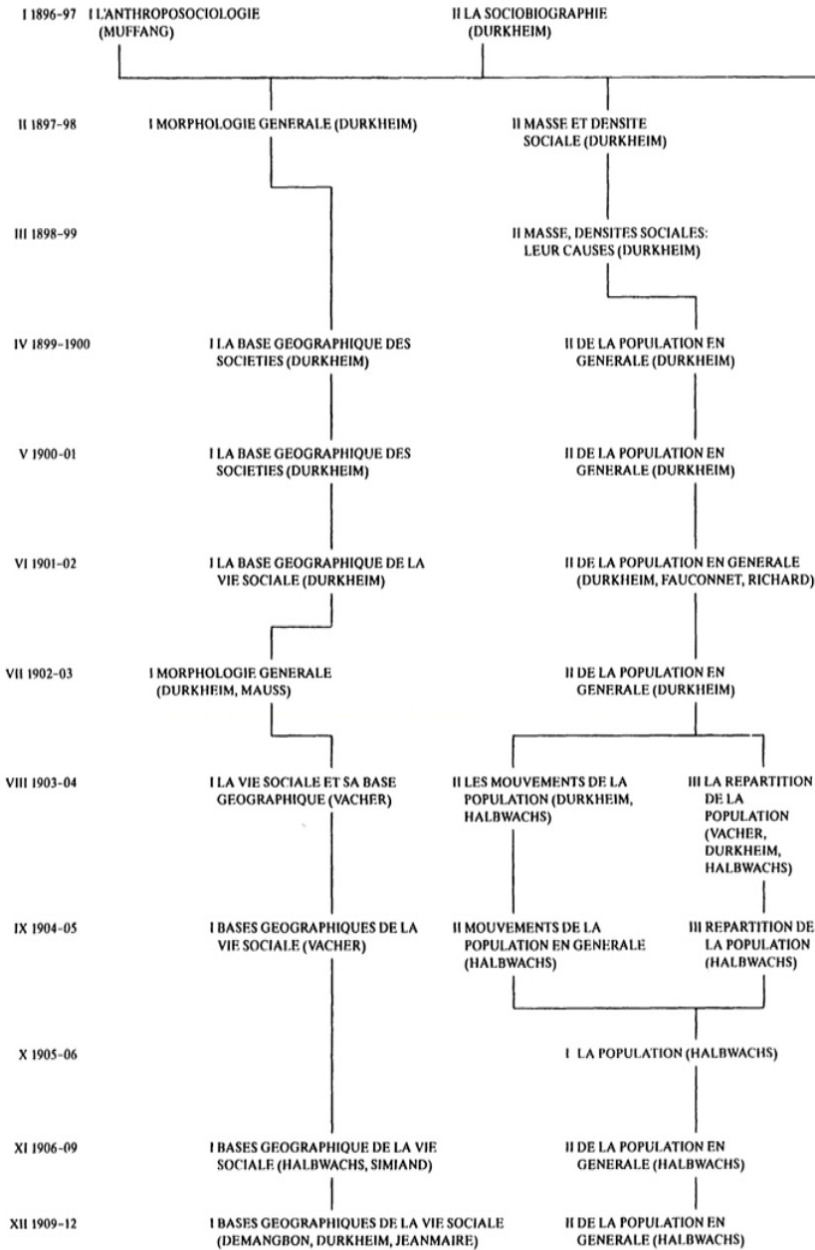 I 1896-97 I L'ANTHROPOSOCIOLOGIE
(MUFFANG)
II LA SOCIOBIOGRAPHIE
(DURKHEIM)
II 1897-98
I MORPHOLOGIE GENERALE (DURKHEIM)
II MASSE ET DENSITE
SOCIALE (DURKHEIM)
III 1898-99
II MASSE, DENSITES SOCIALES:
LEUR CAUSES (DURKHEIM)
IV 1899-1900
I LA BASE GEOGRAPHIQUE DES
SOCIETIES (DURKHEIM)
II DE LA POPULATION EN
GENERALE (DURKHEIM)
V 1900-01
I LA BASE GEOGRAPHIQUE DES
SOCIETIES (DURKHEIM)
II DE LA POPULATION EN
GENERALE (DURKHEIM)
VI 1901-02
I LA BASE GEOGRAPHIQUE DE LA
VIE SOCIALE (DURKHEIM)
II DE LA POPULATION EN GENERALE
(DURKHEIM, FAUCONNET, RICHARD)
VII 1902-03
I MORPHOLOGIE GENERALE
(DURKHEIM, MAUSS)
II DE LA POPULATION EN
GENERALE (DURKHEIM)
VIII 1903-04
I LA VIE SOCIALE ET SA BASE
GEOGRAPHIQUE (VACHER)
II LES MOUVEMENTS DE LA
POPULATION (DURKHEIM,
HALBWACHS)
III LA REPARTITION
DE LA
POPULATION
(VACHER,
DURKHEIM,
HALBWACHS)
IX 1904-05
I BASES GEOGRAPHIQUES DE LA
VIE SOCIALE (VACHER)
II MOUVEMENTS DE LA
POPULATION EN GENERALE
(HALBWACHS)
III REPARTITION DE
LA POPULATION
(HALBWACHS)
X 1905-06
I LA POPULATION (HALBWACHS)
XI 1906-09
I BASES GEOGRAPHIQUE DE LA VIE
SOCIALE (HALBWACHS, SIMIAND)
II DE LA POPULATION EN
GENERALE (HALBWACHS)
XII 1909-12
I BASES GEOGRAPHIQUES DE LA VIE SOCIALE
(DEMANGBON, DURKHEIM, JEANMAIRE)
II DE LA POPULATION EN
GENERALE (HALBWACHS)